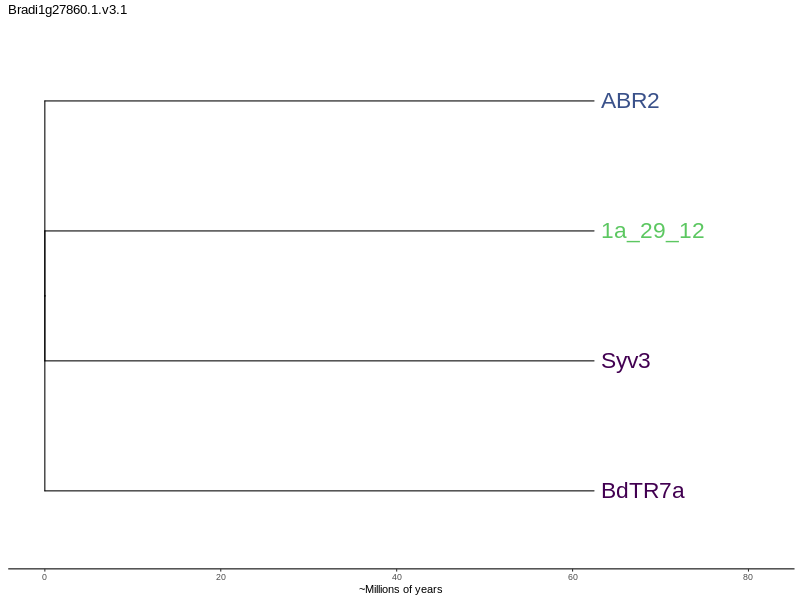 Bradi1g27860.1.v3.1
ABR2
1a_29_12
Syv3
BdTR7a
0 20 40 60 80
~Millions of years